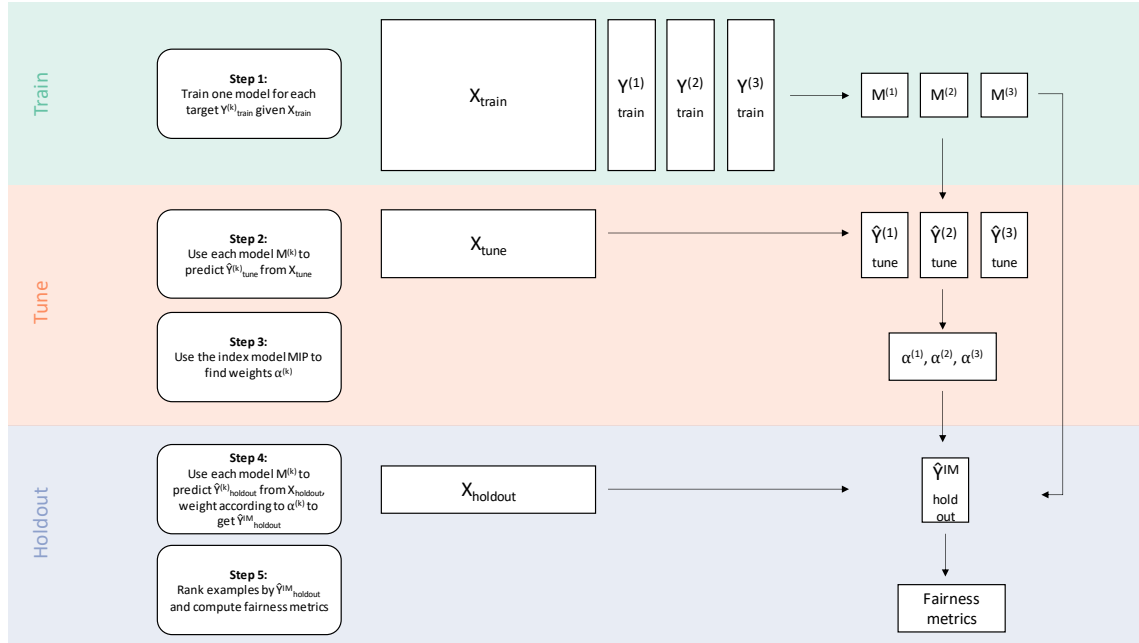 Train
Step 1:
Train one model for each
target Y⁽ᵏ⁾train given Xtrain
Xtrain
Y⁽¹⁾
train
Y⁽²⁾
train
Y⁽³⁾
train
M⁽¹⁾
M⁽²⁾
M⁽³⁾
Tune
Step 2:
Use each model M⁽ᵏ⁾ to
predict Ŷ⁽ᵏ⁾tune from Xtune
Xtune
Ŷ⁽¹⁾
tune
Ŷ⁽²⁾
tune
Ŷ⁽³⁾
tune
Step 3:
Use the index model MIP to
find weights α⁽ᵏ⁾
α⁽¹⁾, α⁽²⁾, α⁽³⁾
Holdout
Step 4:
Use each model M⁽ᵏ⁾ to
predict Ŷ⁽ᵏ⁾holdout from Xholdout,
weight according to α⁽ᵏ⁾ to
get Ŷᴵᴹholdout
Xholdout
Ŷᴵᴹ
hold
out
Step 5:
Rank examples by Ŷᴵᴹholdout
and compute fairness metrics
Fairness
metrics